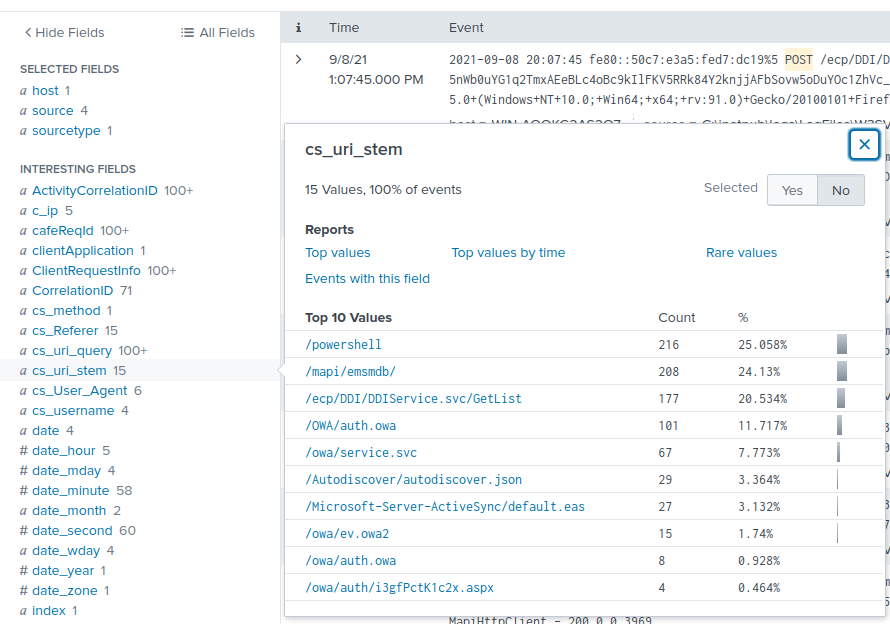 Hide Fields
All Fields
i Time Event
SELECTED FIELDS
a host 1
a source 4
a sourcetype 1
INTERESTING FIELDS
a ActivityCorrelationID 100+
a c_ip 5
a cafeReqId 100+
a clientApplication 1
a ClientRequestInfo 100+
a CorrelationID 71
a cs_method 1
a cs_Referer 15
a cs_uri_query 100+
a cs_uri_stem 15
a cs_User_Agent 6
a cs_username 4
a date 4
# date_hour 5
# date_mday 4
# date_minute 58
a date_month 2
# date_second 60
a date_wday 4
# date_year 1
# date_zone 1
a index 1
9/8/21
1:07:45.000 PM
2021-09-08 20:07:45 fe80::50c7:e3a5:fed7:dc19%5 POST /ecp/DDI/D
5nWb0uYG1q2TmxAEeBLc4oBc9kIlFKV5RRk84Y2knjjAFbSovw5oDuYOc1ZhVc_
5.0+(Windows+NT+10.0;+Win64;+x64;+rv:91.0)+Gecko/20100101+Firef
cs_uri_stem
15 Values, 100% of events
Selected Yes No
Reports
Top values Top values by time Rare values
Events with this field
Top 10 Values Count %
/powershell 216 25.058%
/mapi/emsmdb/ 208 24.13%
/ecp/DDI/DDIService.svc/GetList 177 20.534%
/OWA/auth.owa 101 11.717%
/owa/service.svc 67 7.773%
/Autodiscover/autodiscover.json 29 3.364%
/Microsoft-Server-ActiveSync/default.eas 27 3.132%
/owa/ev.owa2 15 1.74%
/owa/auth.owa 8 0.928%
/owa/auth/i3gfPctK1c2x.aspx 4 0.464%